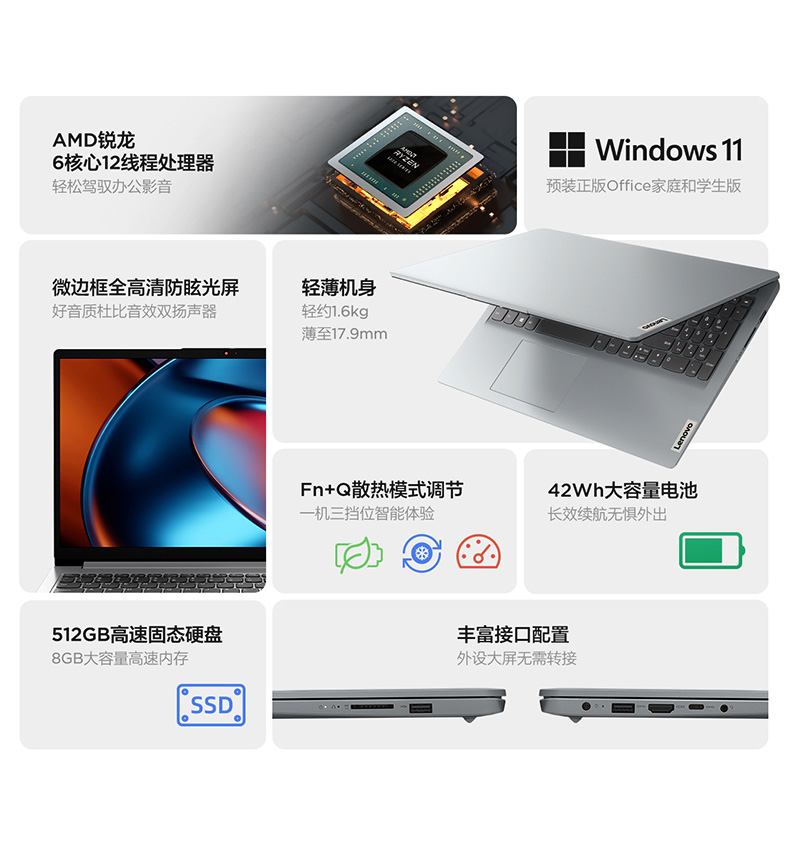 AMD锐龙
6核心12线程处理器
轻松驾驭办公影音
AMD
RYZEN
Windows 11
预装正版Office家庭和学生版
微边框全高清防眩光屏
好音质杜比音效双扬声器
轻薄机身
轻约1.6kg
薄至17.9mm
Lenovo
Lenovo
Fn+Q散热模式调节
一机三挡位智能体验
42Wh大容量电池
长效续航无惧外出
512GB高速固态硬盘
8GB大容量高速内存
SSD
丰富接口配置
外设大屏无需转接